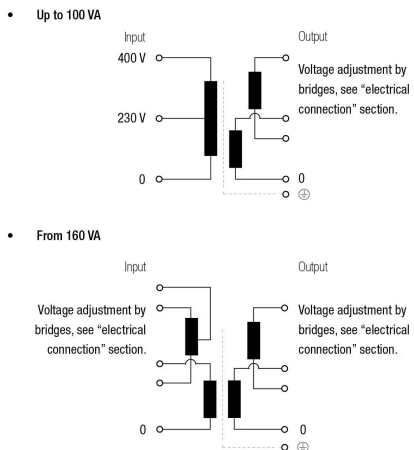 • Up to 100 VA
Input
Output
400 V
Voltage adjustment by
bridges, see “electrical
connection” section.
230 V
0
0
• From 160 VA
Input
Output
Voltage adjustment by
bridges, see “electrical
connection” section.
Voltage adjustment by
bridges, see “electrical
connection” section.
0
0